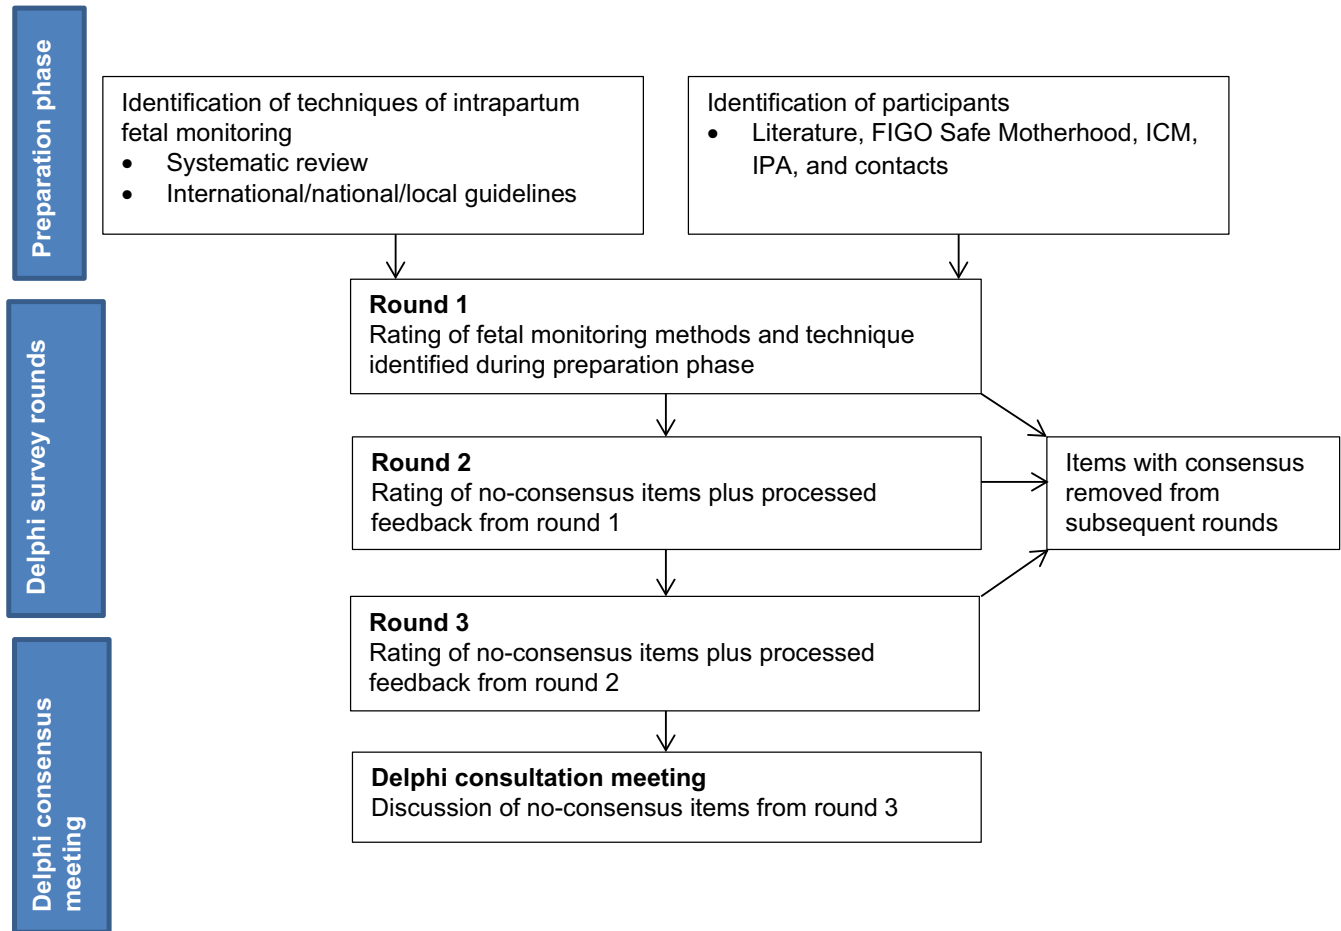 Preparation phase
Identification of techniques of intrapartum
fetal monitoring
• Systematic review
• International/national/local guidelines
Identification of participants
• Literature, FIGO Safe Motherhood, ICM,
IPA, and contacts
Delphi survey rounds
Round 1
Rating of fetal monitoring methods and technique
identified during preparation phase
Round 2
Rating of no-consensus items plus processed
feedback from round 1
Items with consensus
removed from
subsequent rounds
Round 3
Rating of no-consensus items plus processed
feedback from round 2
Delphi consensus
meeting
Delphi consultation meeting
Discussion of no-consensus items from round 3